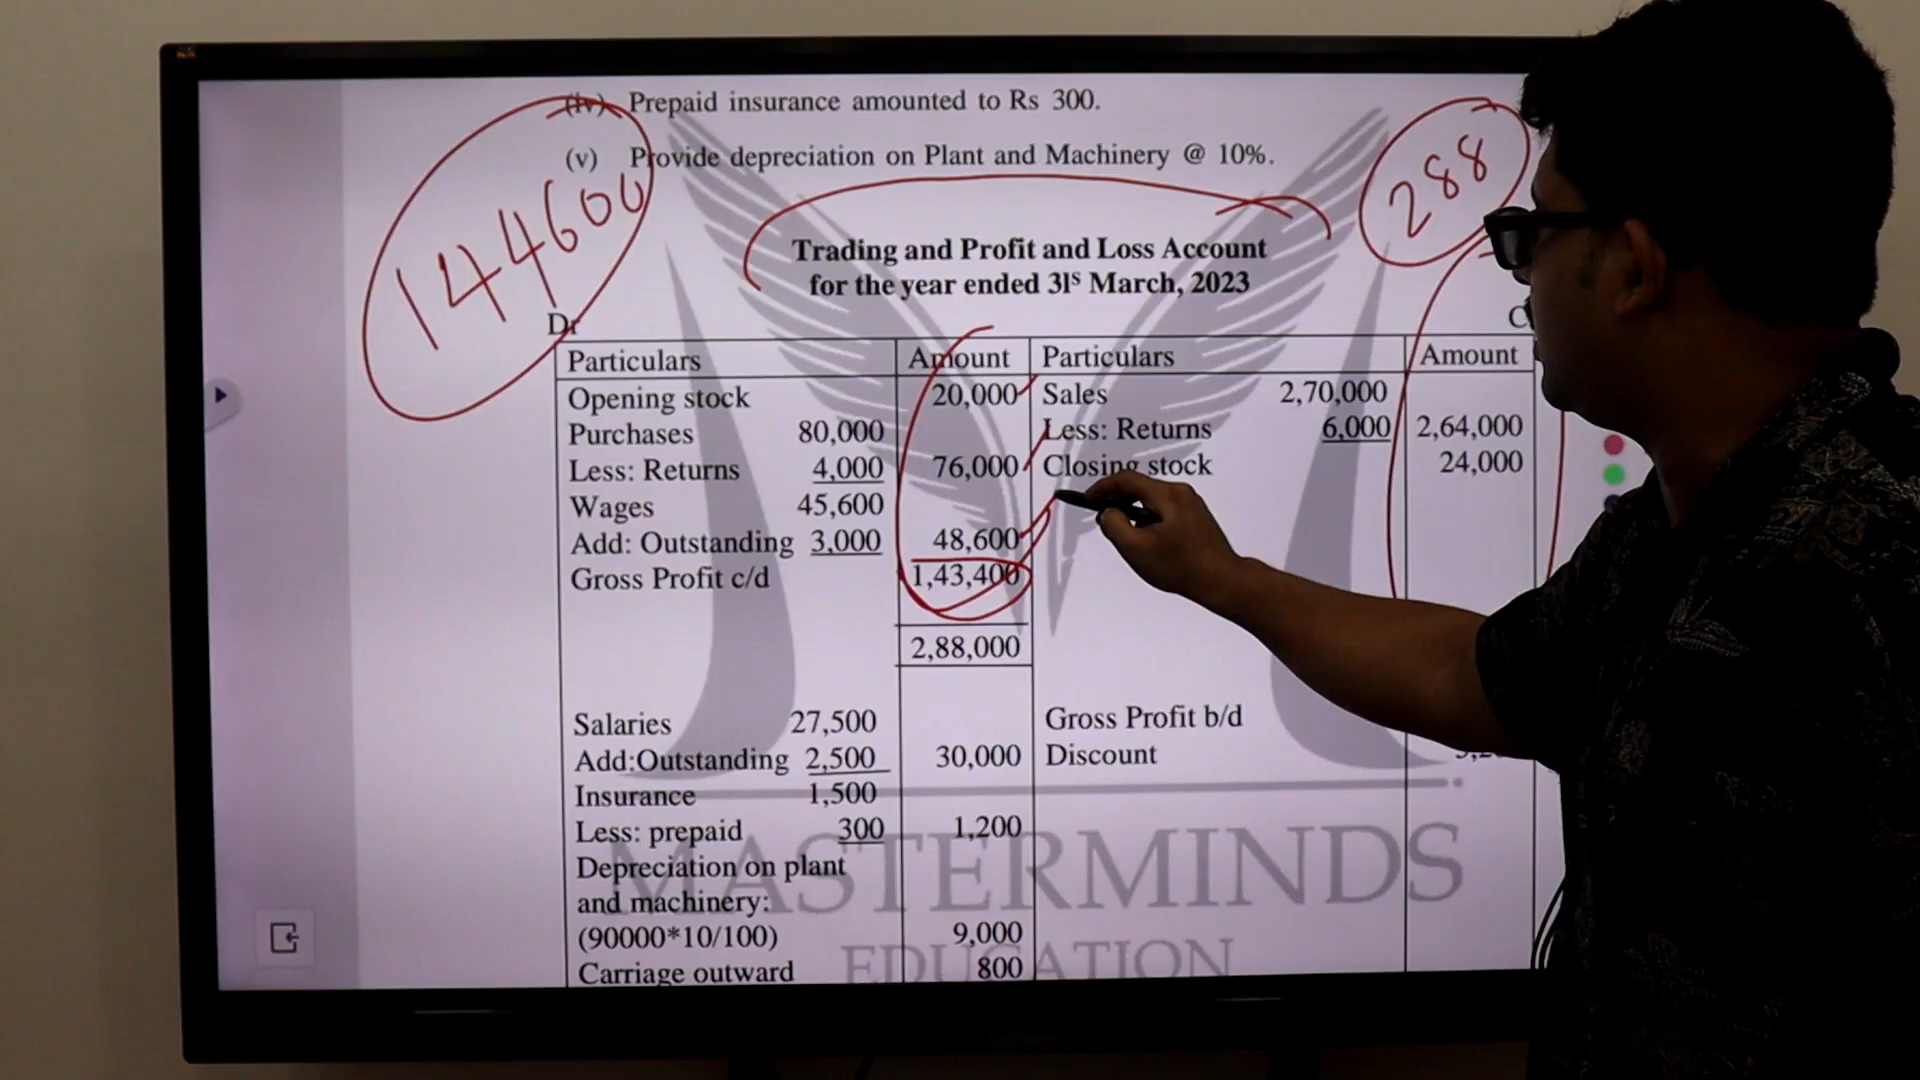 (iv) Prepaid insurance amounted to Rs 300.
(v) Provide depreciation on Plant and Machinery @ 10%.
144600
288
Trading and Profit and Loss Account
for the year ended 31S March, 2023
Dr C
Particulars Amount Particulars Amount
Opening stock 20,000 Sales 2,70,000
Purchases 80,000 Less: Returns 6,000 2,64,000
Less: Returns 4,000 76,000 Closing stock 24,000
Wages 45,600
Add: Outstanding 3,000 48,600
Gross Profit c/d 1,43,400
2,88,000
Salaries 27,500 Gross Profit b/d
Add:Outstanding 2,500 30,000 Discount
Insurance 1,500
Less: prepaid 300 1,200
Depreciation on plant
and machinery:
(90000*10/100) 9,000
Carriage outward 800
MASTERMINDS
EDUCATION